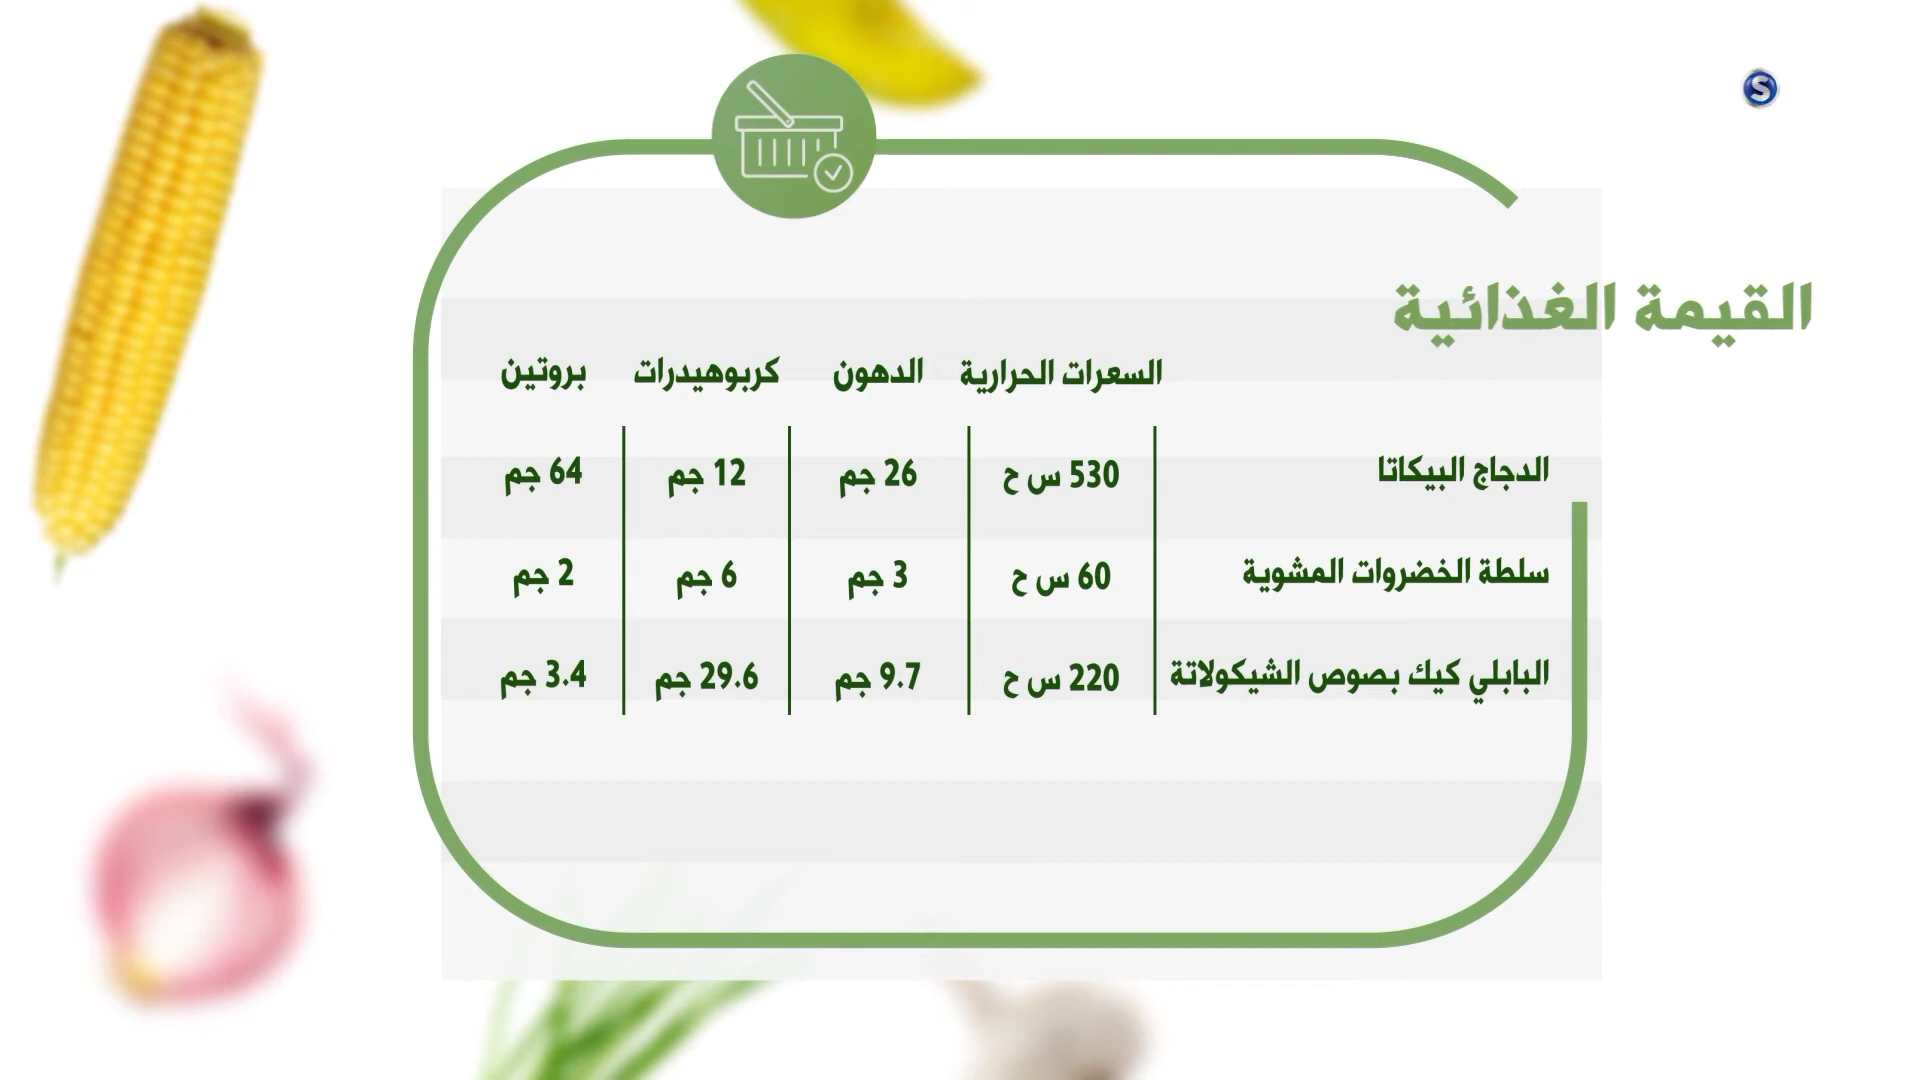 القيمة الغذائية
السعرات الحرارية الدهون كربوهيدرات بروتين
الدجاج البيكاتا 530 س ح 26 جم 12 جم 64 جم
سلطة الخضروات المشوية 60 س ح 3 جم 6 جم 2 جم
البابلي كيك بصوص الشيكولاتة 220 س ح 9.7 جم 29.6 جم 3.4 جم
S